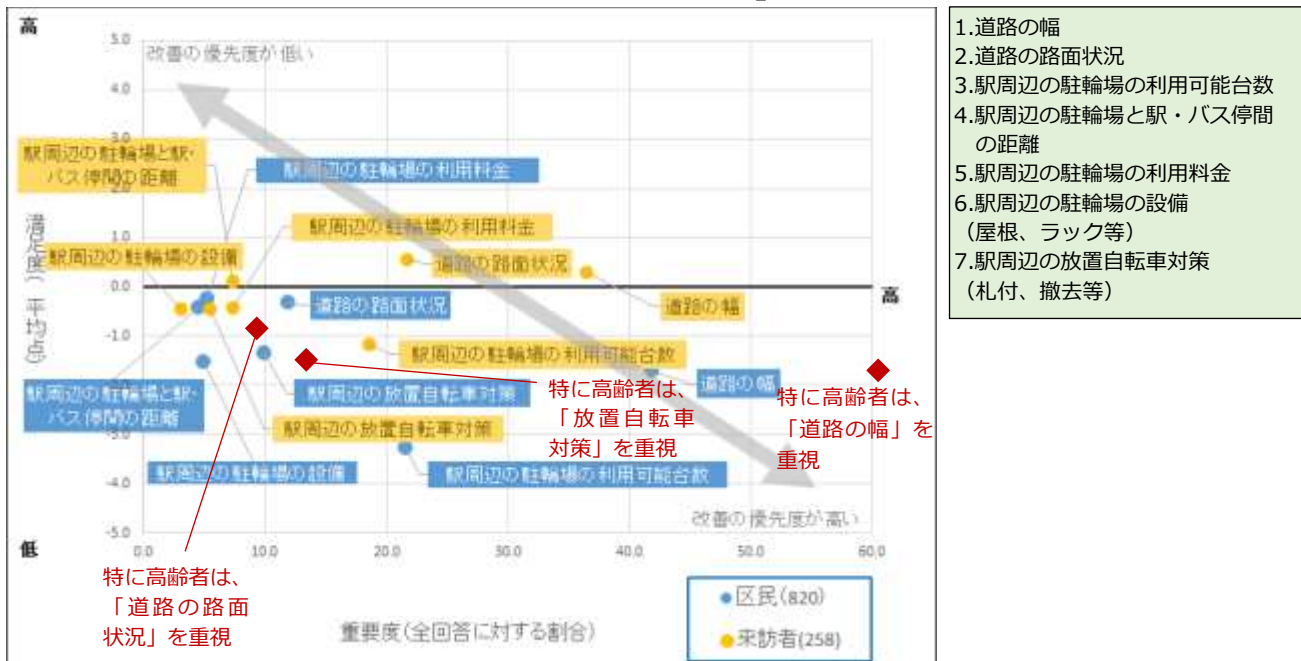 高
5.0
改善の優先度が低い
4.0
3.0
駅周辺の駐輪場と駅・
バス停間の距離
駅周辺の駐輪場の利用料金
2.0
満足度(平均点)
駅周辺の駐輪場の利用料金
1.0
駅周辺の駐輪場の設備
道路の路面状況
0.0
高
道路の路面状況
道路の幅
-1.0
駅周辺の駐輪場の利用可能台数
道路の幅
駅周辺の駐輪場と駅・
バス停間の距離
駅周辺の放置自転車対策
特に高齢者は、
「放置自転車
対策」を重視
特に高齢者は、
「道路の幅」を
重視
駅周辺の放置自転車対策
駅周辺の駐輪場の設備
駅周辺の駐輪場の利用可能台数
-4.0
改善の優先度が高い
-5.0
低
0.0
10.0
20.0
30.0
40.0
50.0
60.0
特に高齢者は、
「道路の路面
状況」を重視
重要度(全回答に対する割合)
区民(820)
来訪者(258)
1.道路の幅
2.道路の路面状況
3.駅周辺の駐輪場の利用可能台数
4.駅周辺の駐輪場と駅・バス停間
の距離
5.駅周辺の駐輪場の利用料金
6.駅周辺の駐輪場の設備
(屋根、ラック等)
7.駅周辺の放置自転車対策
(札付、撤去等)